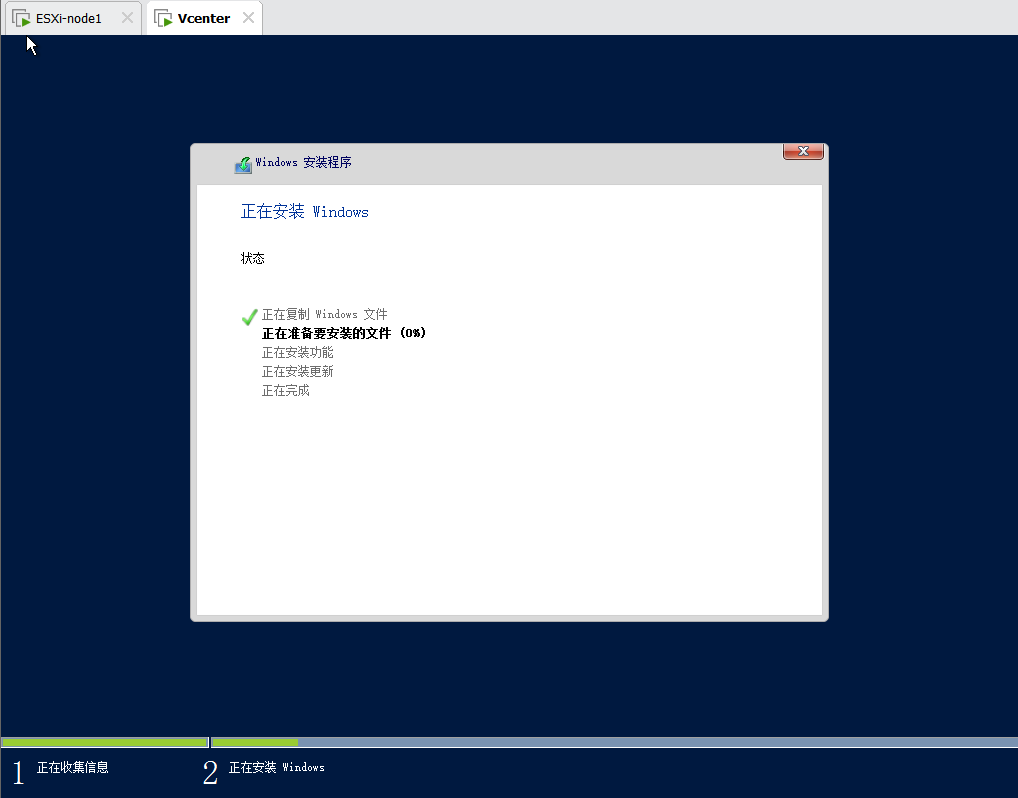 ESXi-node1
Vcenter
Windows 安装程序
正在安装 Windows
状态
正在复制 Windows 文件
正在准备要安装的文件 (0%)
正在安装功能
正在安装更新
正在完成
1 正在收集信息
2 正在安装 Windows